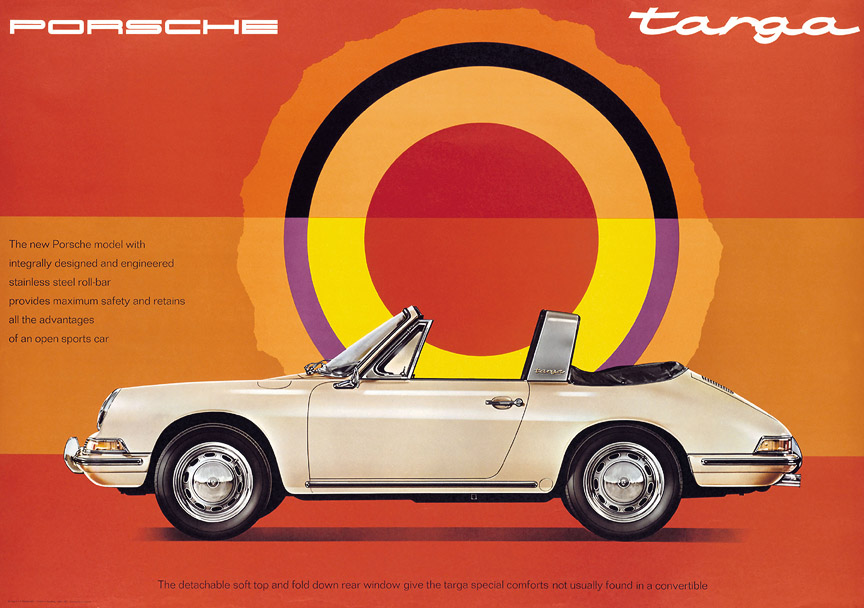 PORSCHE
targa
The new Porsche model with
integrally designed and engineered
stainless steel roll-bar
provides maximum safety and retains
all the advantages
of an open sports car
targa
The detachable soft top and fold down rear window give the targa special comforts not usually found in a convertible